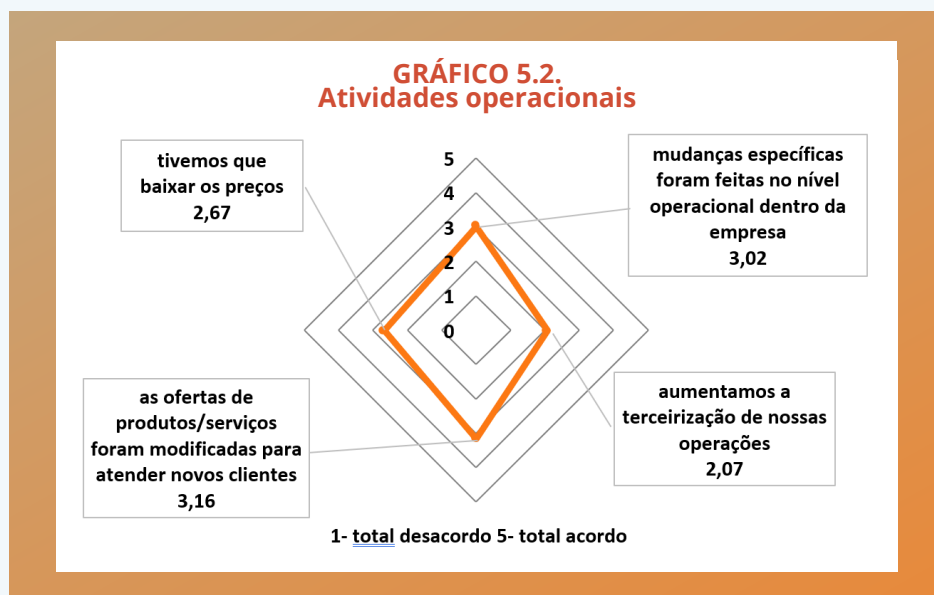 GRÁFICO 5.2.
Atividades operacionais
tivemos que
baixar os preços
2,67
mudanças específicas
foram feitas no nível
operacional dentro da
empresa
3,02
5
4
3
2
1
0
as ofertas de
produtos/serviços
foram modificadas para
atender novos clientes
3,16
aumentamos a
terceirização de nossas
operações
2,07
1- total desacordo 5- total acordo